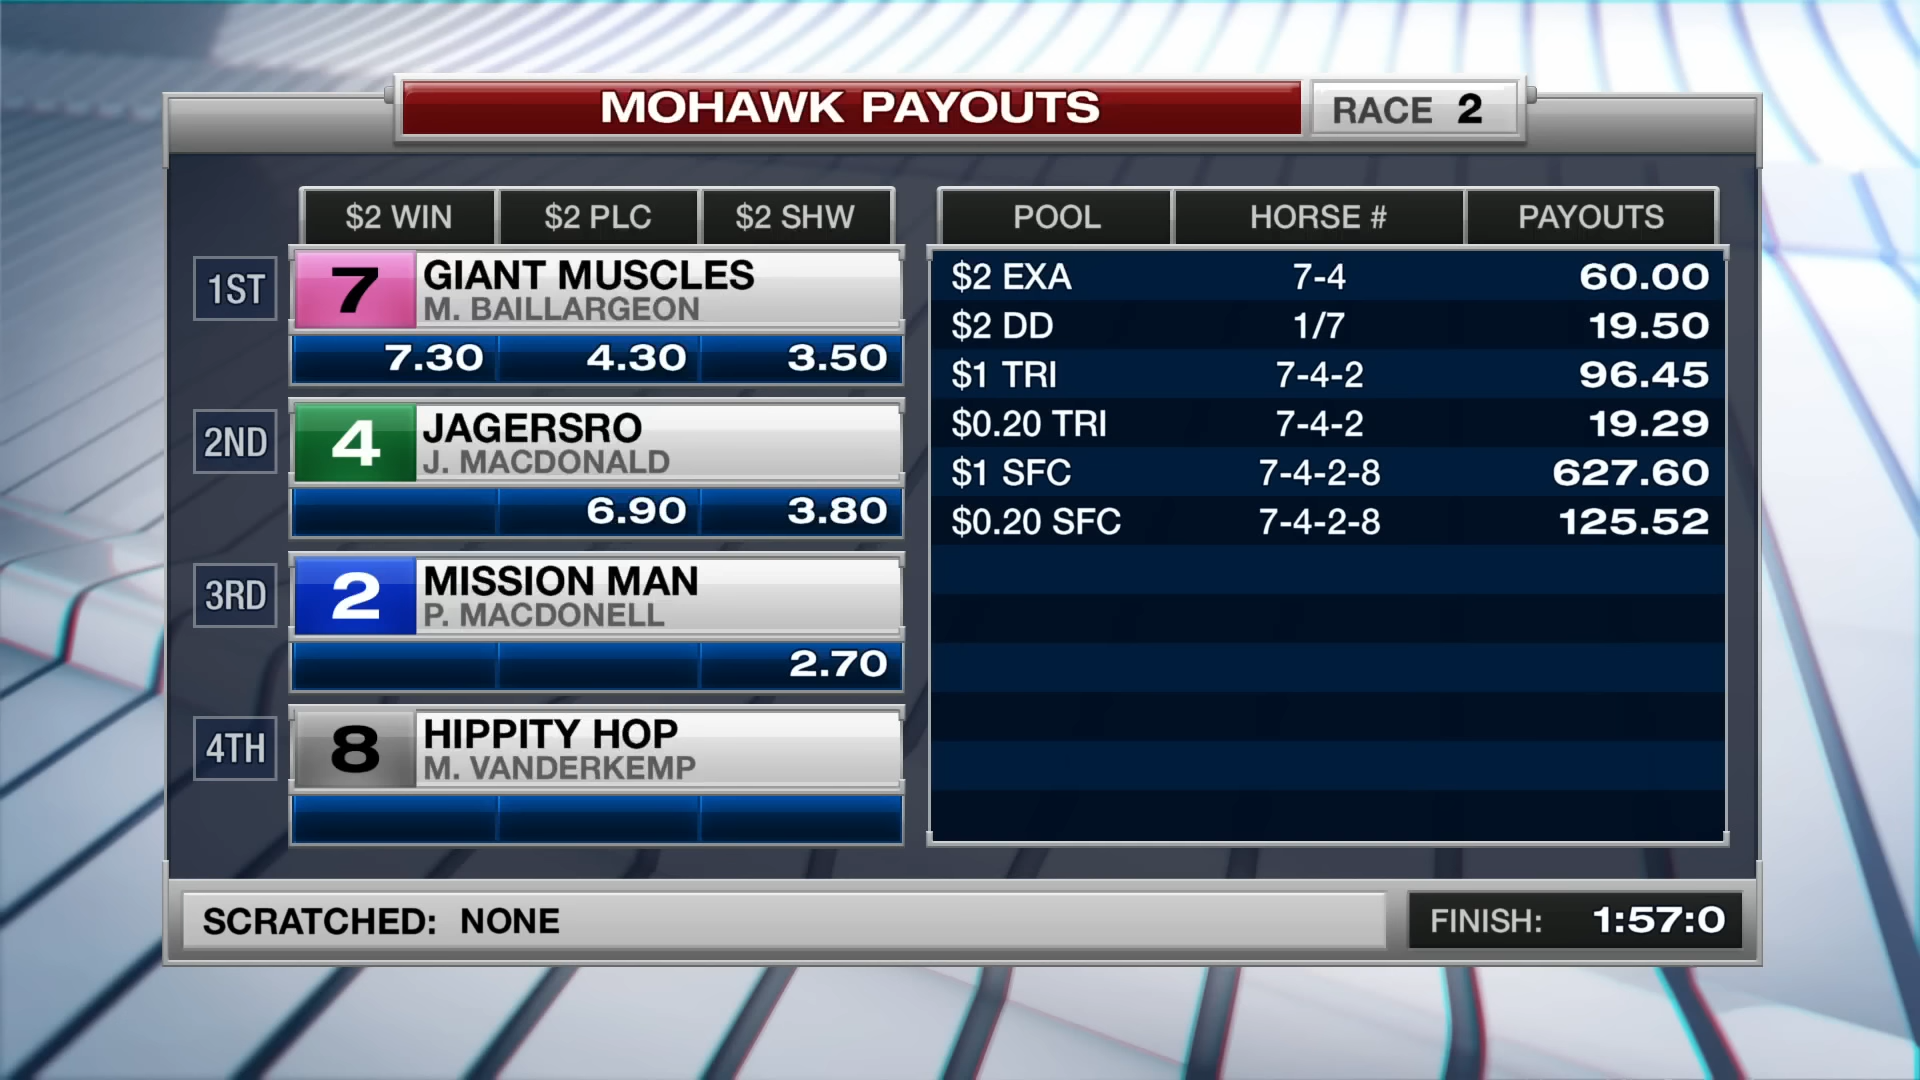 MOHAWK PAYOUTS
RACE 2
$2 WIN $2 PLC $2 SHW
1ST 7 GIANT MUSCLES
M. BAILLARGEON
7.30 4.30 3.50
2ND 4 JAGERSRO
J. MACDONALD
6.90 3.80
3RD 2 MISSION MAN
P. MACDONELL
2.70
4TH 8 HIPPITY HOP
M. VANDERKEMP
POOL HORSE # PAYOUTS
$2 EXA 7-4 60.00
$2 DD 1/7 19.50
$1 TRI 7-4-2 96.45
$0.20 TRI 7-4-2 19.29
$1 SFC 7-4-2-8 627.60
$0.20 SFC 7-4-2-8 125.52
SCRATCHED: NONE
FINISH: 1:57:0